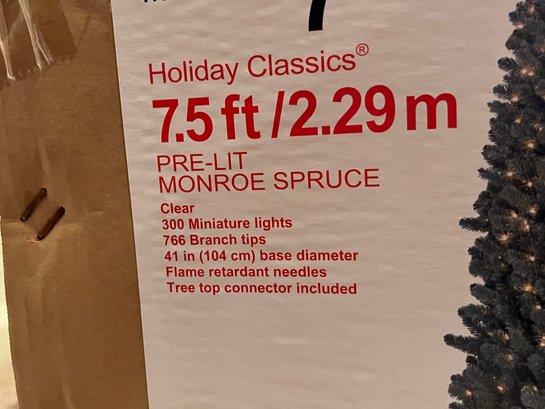 Holiday Classics®
7.5 ft / 2.29 m
PRE-LIT
MONROE SPRUCE
Clear
300 Miniature lights
766 Branch tips
41 in (104 cm) base diameter
Flame retardant needles
Tree top connector included